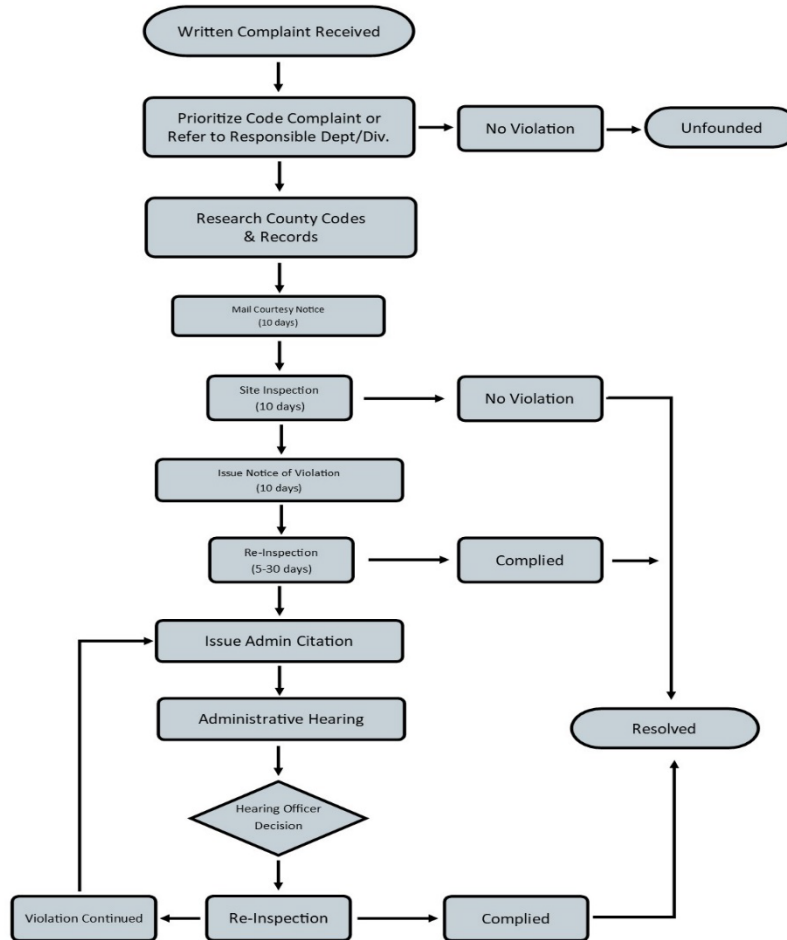 Written Complaint Received
Prioritize Code Complaint or
Refer to Responsible Dept/Div.
No Violation
Unfounded
Research County Codes
& Records
Mail Courtesy Notice
(10 days)
Site Inspection
(10 days)
No Violation
Issue Notice of Violation
(10 days)
Re-Inspection
(5-30 days)
Complied
Issue Admin Citation
Administrative Hearing
Resolved
Hearing Officer
Decision
Violation Continued
Re-Inspection
Complied